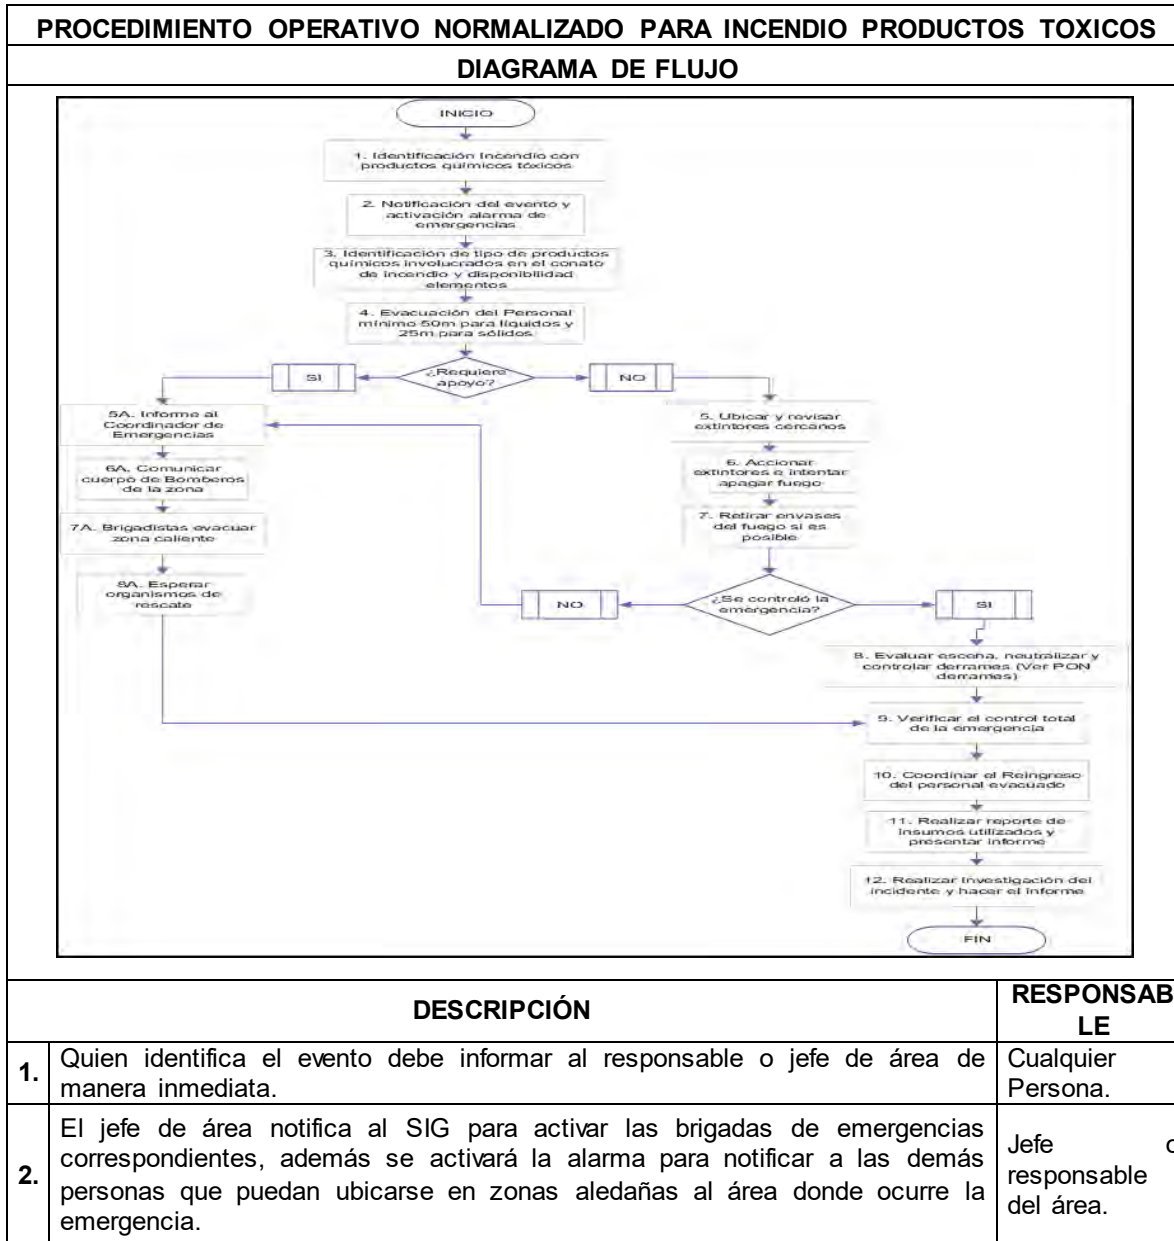 PROCEDIMIENTO OPERATIVO NORMALIZADO PARA INCENDIO PRODUCTOS TOXICOS
DIAGRAMA DE FLUJO
INICIO
1. Identificación Incendio con
productos químicos tóxicos
2. Notificación del evento y
activación alarma de
emergencias
3. Identificación de tipo de productos
químicos involucrados en el conato
de incendio y disponibilidad
elementos
4. Evacuación del Personal
mínimo 50m para líquidos y
25m para sólidos
¿Requiere
apoyo?
SI
NO
5A. Informe al
Coordinador de
Emergencias
6A. Comunicar
cuerpo de Bomberos
de la zona
7A. Brigadistas evacuar
zona caliente
8A. Esperar
organismos de
rescate
5. Ubicar y revisar
extintores cercanos
6. Accionar
extintores e intentar
apagar fuego
7. Retirar envases
del fuego si es
posible
¿Se controló la
emergencia?
NO
SI
8. Evaluar escena, neutralizar y
controlar derrames (Ver PON
derrames)
9. Verificar el control total
de la emergencia
10. Coordinar el Reingreso
del personal evacuado
11. Realizar reporte de
insumos utilizados y
presentar informe
12. Realizar Investigación del
incidente y hacer el informe
FIN
DESCRIPCIÓN
RESPONSAB
LE
1.
Quien identifica el evento debe informar al responsable o jefe de área de
manera inmediata.
Cualquier
Persona.
2.
El jefe de área notifica al SIG para activar las brigadas de emergencias
correspondientes, además se activará la alarma para notificar a las demás
personas que puedan ubicarse en zonas aledañas al área donde ocurre la
emergencia.
Jefe o
responsable
del área.